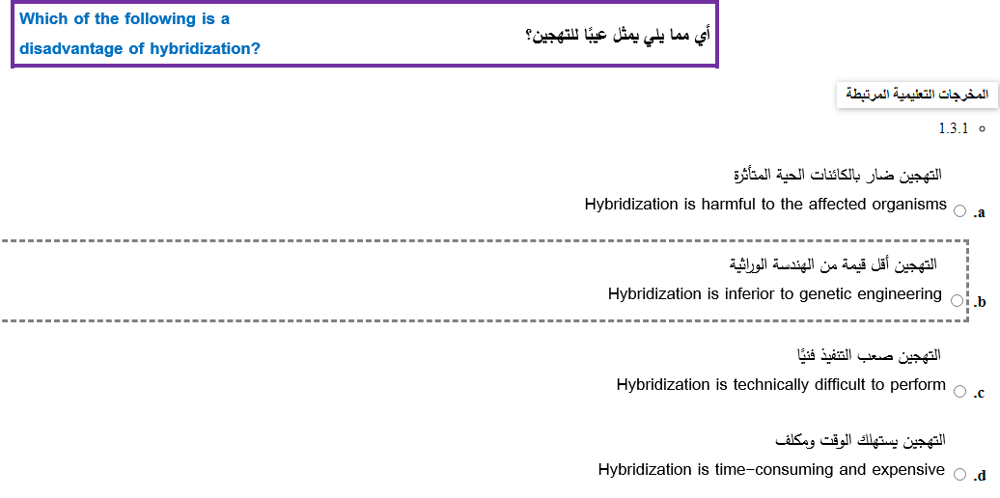 Which of the following is a
disadvantage of hybridization?
أي مما يلي يمثل عيبًا للتهجين؟
المخرجات التعليمية المرتبطة
1.3.1
التهجين ضار بالكائنات الحية المتأثرة
Hybridization is harmful to the affected organisms
.a
التهجين أقل قيمة من الهندسة الوراثية
Hybridization is inferior to genetic engineering
.b
التهجين صعب التنفيذ فنيًا
Hybridization is technically difficult to perform
.c
التهجين يستهلك الوقت ومكلف
Hybridization is time-consuming and expensive
.d